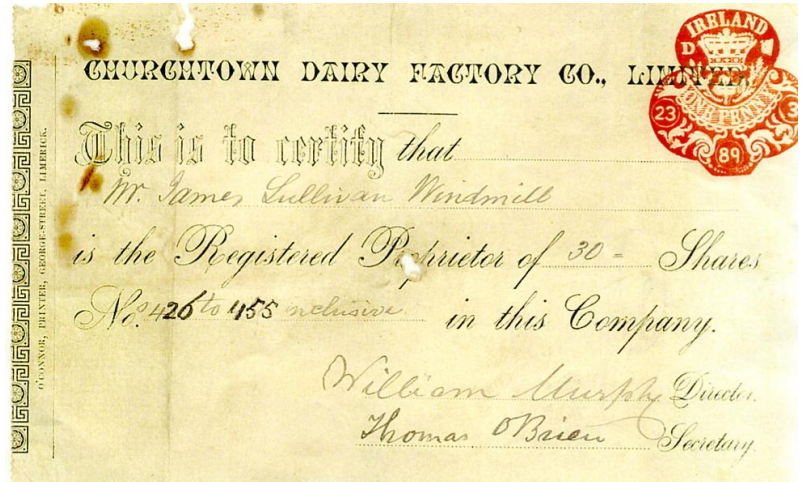 CHURCHTOWN DAIRY FACTORY CO., LIMITED.
IRELAND
D
ONE PENNY
23 3
89
This is to certify that
Mr. James Sullivan Windmill
is the Registered Proprietor of 30 = Shares
No. 426 to 455 inclusive in this Company.
William Murphy Director.
Thomas O'Brien Secretary.
O'CONNOR, PRINTER, GEORGE-STREET, LIMERICK.